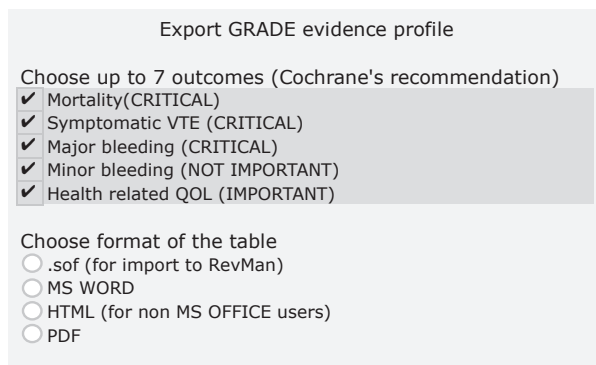 Export GRADE evidence profile
Choose up to 7 outcomes (Cochrane's recommendation)
Mortality(CRITICAL)
Symptomatic VTE (CRITICAL)
Major bleeding (CRITICAL)
Minor bleeding (NOT IMPORTANT)
Health related QOL (IMPORTANT)
Choose format of the table
.sof (for import to RevMan)
MS WORD
HTML (for non MS OFFICE users)
PDF